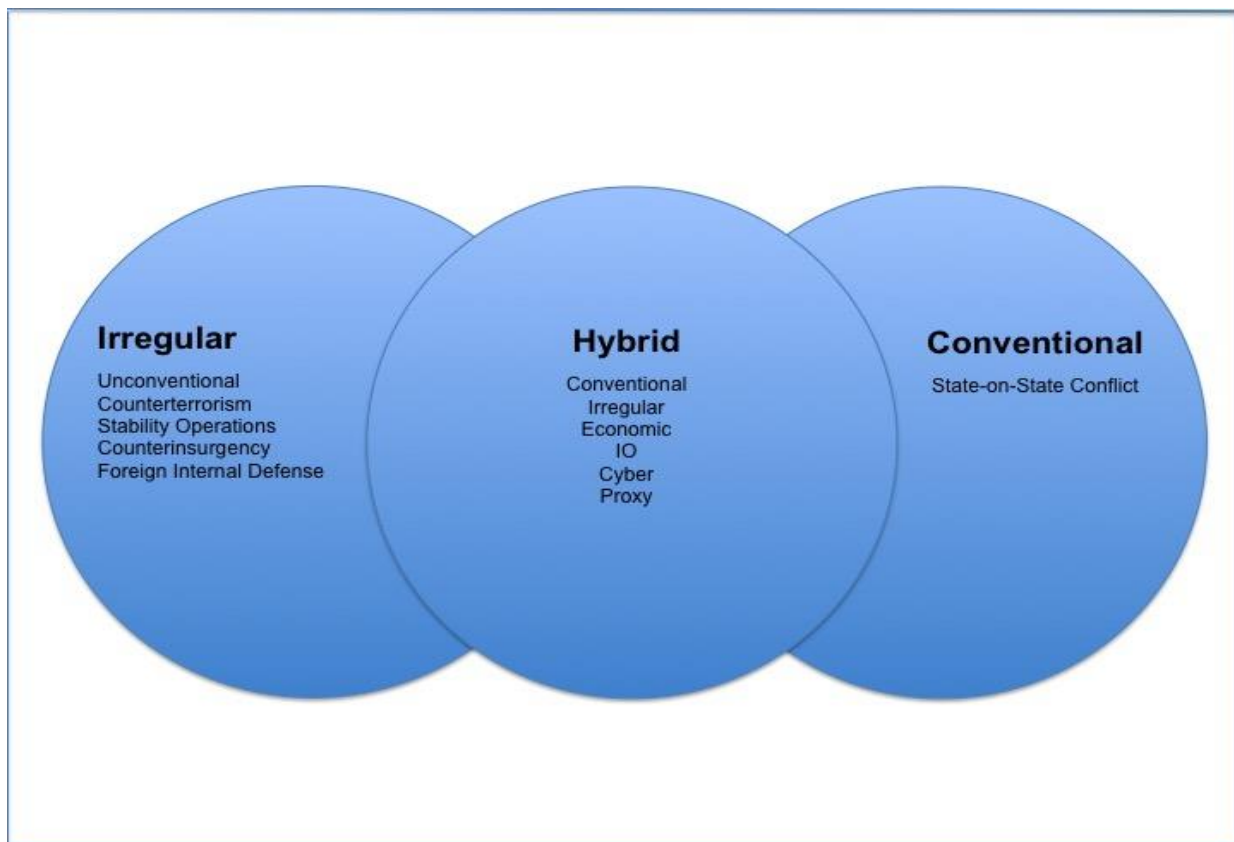 Irregular
Unconventional
Counterterrorism
Stability Operations
Counterinsurgency
Foreign Internal Defense
Hybrid
Conventional
Irregular
Economic
IO
Cyber
Proxy
Conventional
State-on-State Conflict